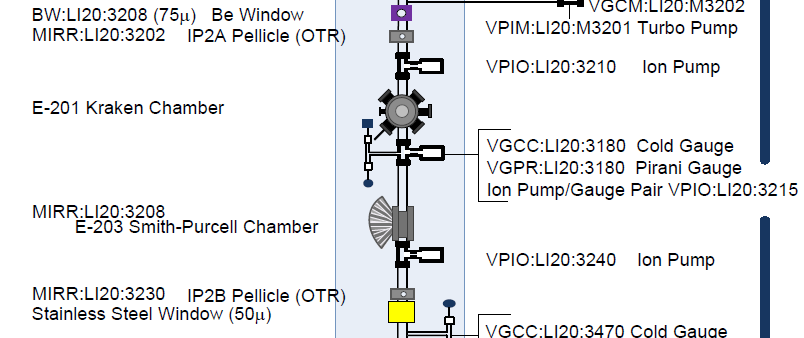 VGCM:LI20:M3202
BW:LI20:3208 (75μ) Be Window
VPIM:LI20:M3201 Turbo Pump
MIRR:LI20:3202 IP2A Pellicle (OTR)
VPIO:LI20:3210 Ion Pump
E-201 Kraken Chamber
VGCC:LI20:3180 Cold Gauge
VGPR:LI20:3180 Pirani Gauge
Ion Pump/Gauge Pair VPIO:LI20:3215
MIRR:LI20:3208
E-203 Smith-Purcell Chamber
VPIO:LI20:3240 Ion Pump
MIRR:LI20:3230 IP2B Pellicle (OTR)
Stainless Steel Window (50μ)
VGCC:LI20:3470 Cold Gauge